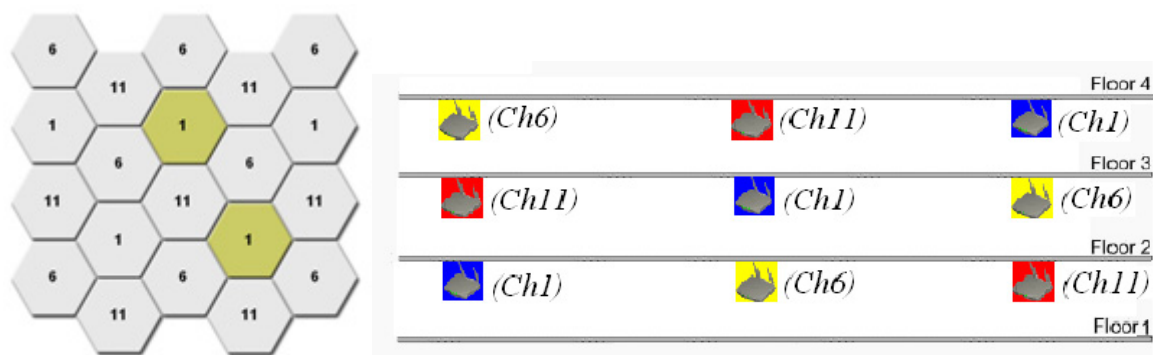 6 6 6
11 11
1 1 1
6 6
11 11 11
1 1
6 6 6
11 11
Floor 4
(Ch6) (Ch11) (Ch1)
Floor 3
(Ch11) (Ch1) (Ch6)
Floor 2
(Ch1) (Ch6) (Ch11)
Floor 1